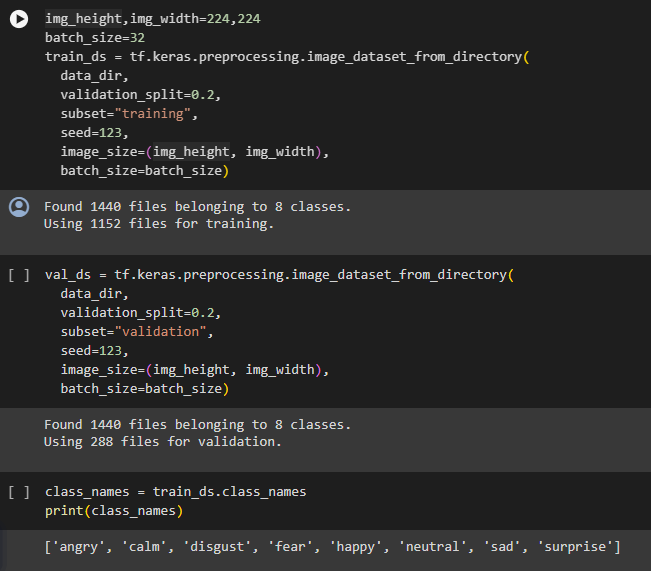 img_height,img_width=224,224
batch_size=32
train_ds = tf.keras.preprocessing.image_dataset_from_directory(
  data_dir,
  validation_split=0.2,
  subset="training",
  seed=123,
  image_size=(img_height, img_width),
  batch_size=batch_size)
Found 1440 files belonging to 8 classes.
Using 1152 files for training.
[ ] val_ds = tf.keras.preprocessing.image_dataset_from_directory(
  data_dir,
  validation_split=0.2,
  subset="validation",
  seed=123,
  image_size=(img_height, img_width),
  batch_size=batch_size)
Found 1440 files belonging to 8 classes.
Using 288 files for validation.
[ ] class_names = train_ds.class_names
print(class_names)
['angry', 'calm', 'disgust', 'fear', 'happy', 'neutral', 'sad', 'surprise']